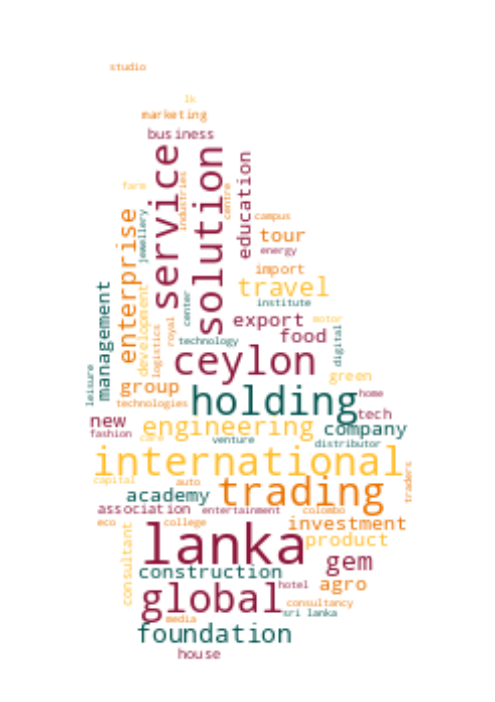 studio
lk
marketing
business
service
solution
education
farm
industries
centre
jewellery
enterprise
campus
tour
energy
import
travel
institute
management
development
center
royal
logistics
export
motor
food
digital
technology
ceylon
leisure
green
group
home
holding
technologies
tech
new
engineering
company
fashion
care
venture
distributor
international
capital
auto
trading
traders
academy
association
entertainment
colombo
eco
college
investment
lanka
product
consultant
gem
construction
hotel
agro
global
consultancy
sri lanka
media
foundation
house